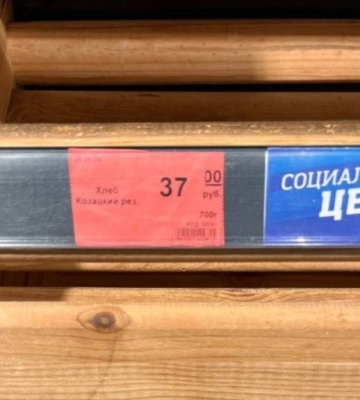 Хлеб
Козацкий рез.
37 00
руб.
700г
СОЦИАЛ
ЦЕ